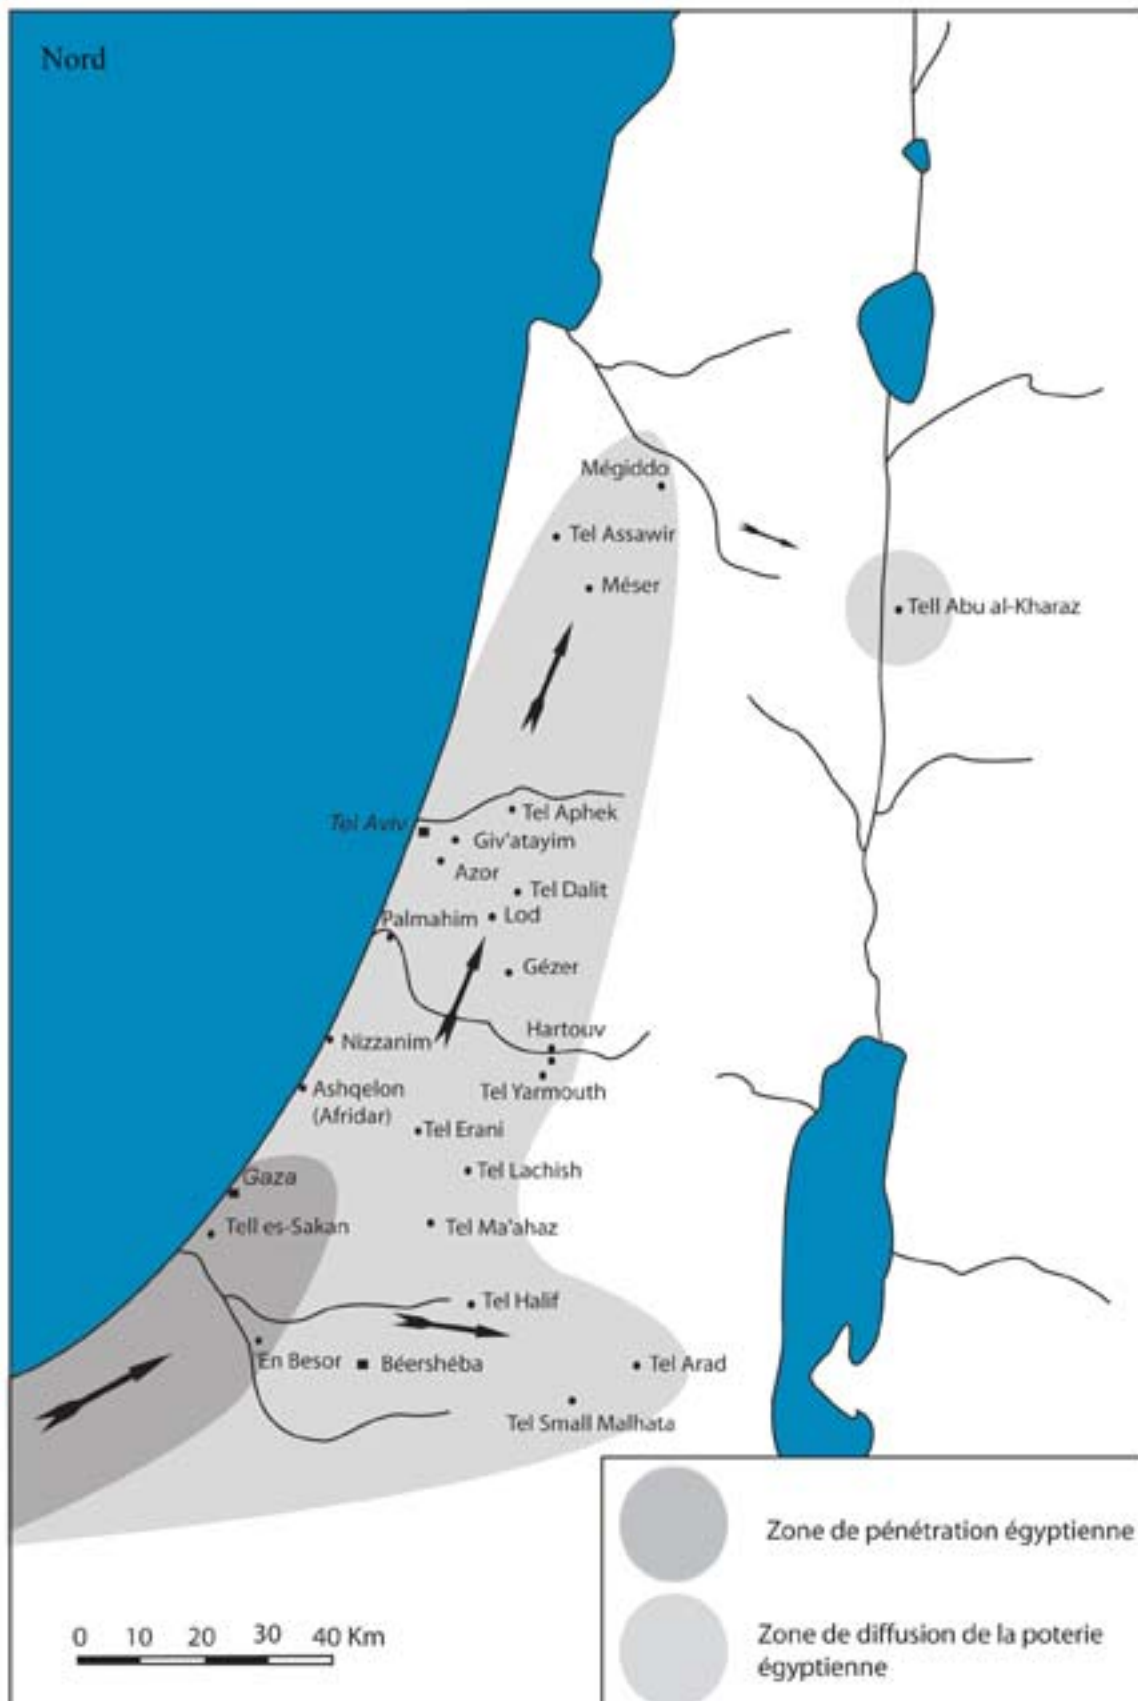 Nord
Mégiddo
Tel Assawir
Méser
Tell Abu al-Kharaz
Tel Aphek
Tel Aviv
Giv'atayim
Azor
Tel Dalit
Palmahim
Lod
Gézer
Hartouv
Nizzanim
Tel Yarmouth
Ashqelon
(Afridar)
Tel Erani
Tel Lachish
Gaza
Tell es-Sakan
Tel Ma'ahaz
Tel Halif
En Besor
Béershéba
Tel Arad
Tel Small Malhata
Zone de pénétration égyptienne
Zone de diffusion de la poterie
égyptienne
0 10 20 30 40 Km